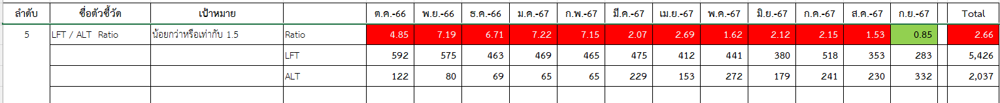 ลำดับ ชื่อตัวชี้วัด เป้าหมาย ต.ค.-66 พ.ย.-66 ธ.ค.-66 ม.ค.-67 ก.พ.-67 มี.ค.-67 เม.ย.-67 พ.ค.-67 มิ.ย.-67 ก.ค.-67 ส.ค.-67 ก.ย.-67 Total
5 LFT / ALT Ratio น้อยกว่าหรือเท่ากับ 1.5 Ratio 4.85 7.19 6.71 7.22 7.15 2.07 2.69 1.62 2.12 2.15 1.53 0.85 2.66
LFT 592 575 463 469 465 475 412 441 380 518 353 283 5,426
ALT 122 80 69 65 65 229 153 272 179 241 230 332 2,037